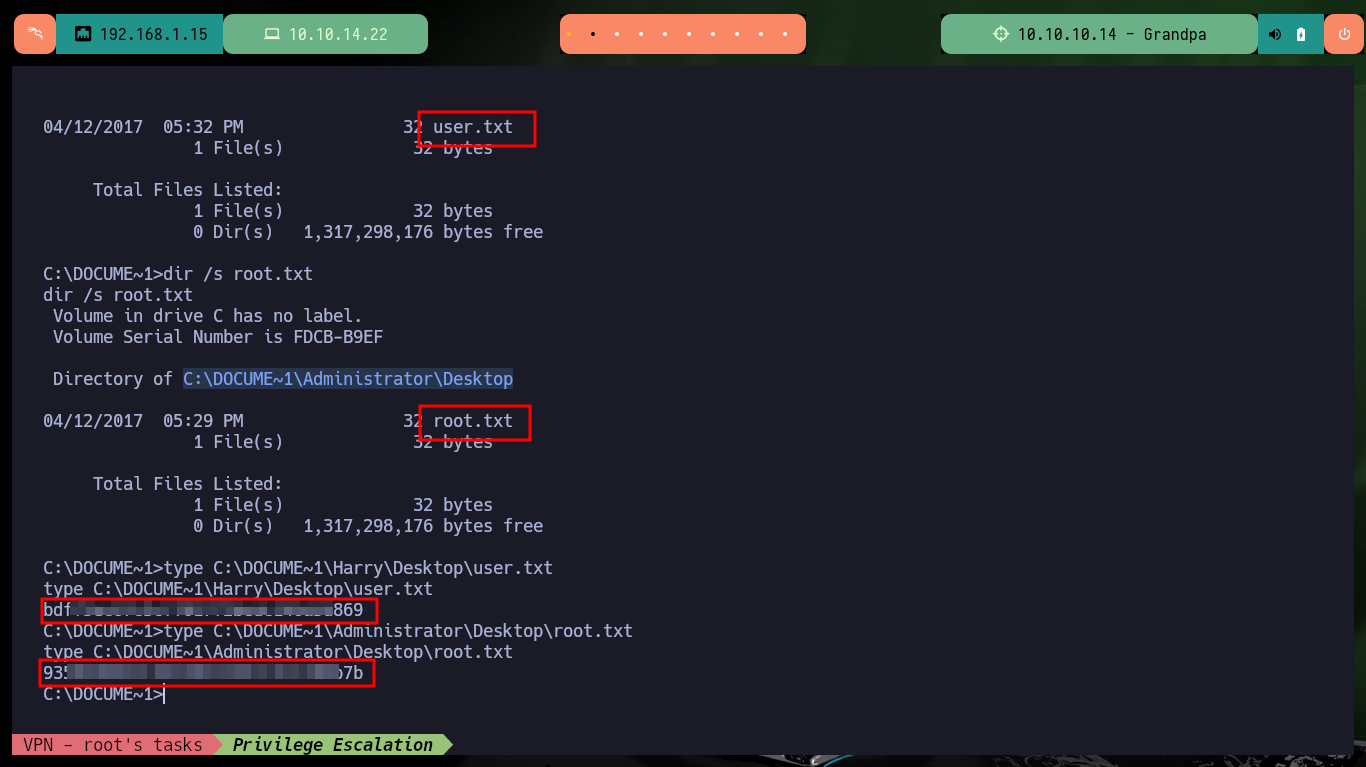 192.168.1.15 10.10.14.22 10.10.10.14 - Grandpa
04/12/2017 05:32 PM 32 user.txt
1 File(s) 32 bytes
Total Files Listed:
1 File(s) 32 bytes
0 Dir(s) 1,317,298,176 bytes free
C:\DOCUME~1>dir /s root.txt
dir /s root.txt
Volume in drive C has no label.
Volume Serial Number is FDCB-B9EF
Directory of C:\DOCUME~1\Administrator\Desktop
04/12/2017 05:29 PM 32 root.txt
1 File(s) 32 bytes
Total Files Listed:
1 File(s) 32 bytes
0 Dir(s) 1,317,298,176 bytes free
C:\DOCUME~1>type C:\DOCUME~1\Harry\Desktop\user.txt
type C:\DOCUME~1\Harry\Desktop\user.txt
C:\DOCUME~1>type C:\DOCUME~1\Administrator\Desktop\root.txt
type C:\DOCUME~1\Administrator\Desktop\root.txt
C:\DOCUME~1>
VPN - root's tasks Privilege Escalation